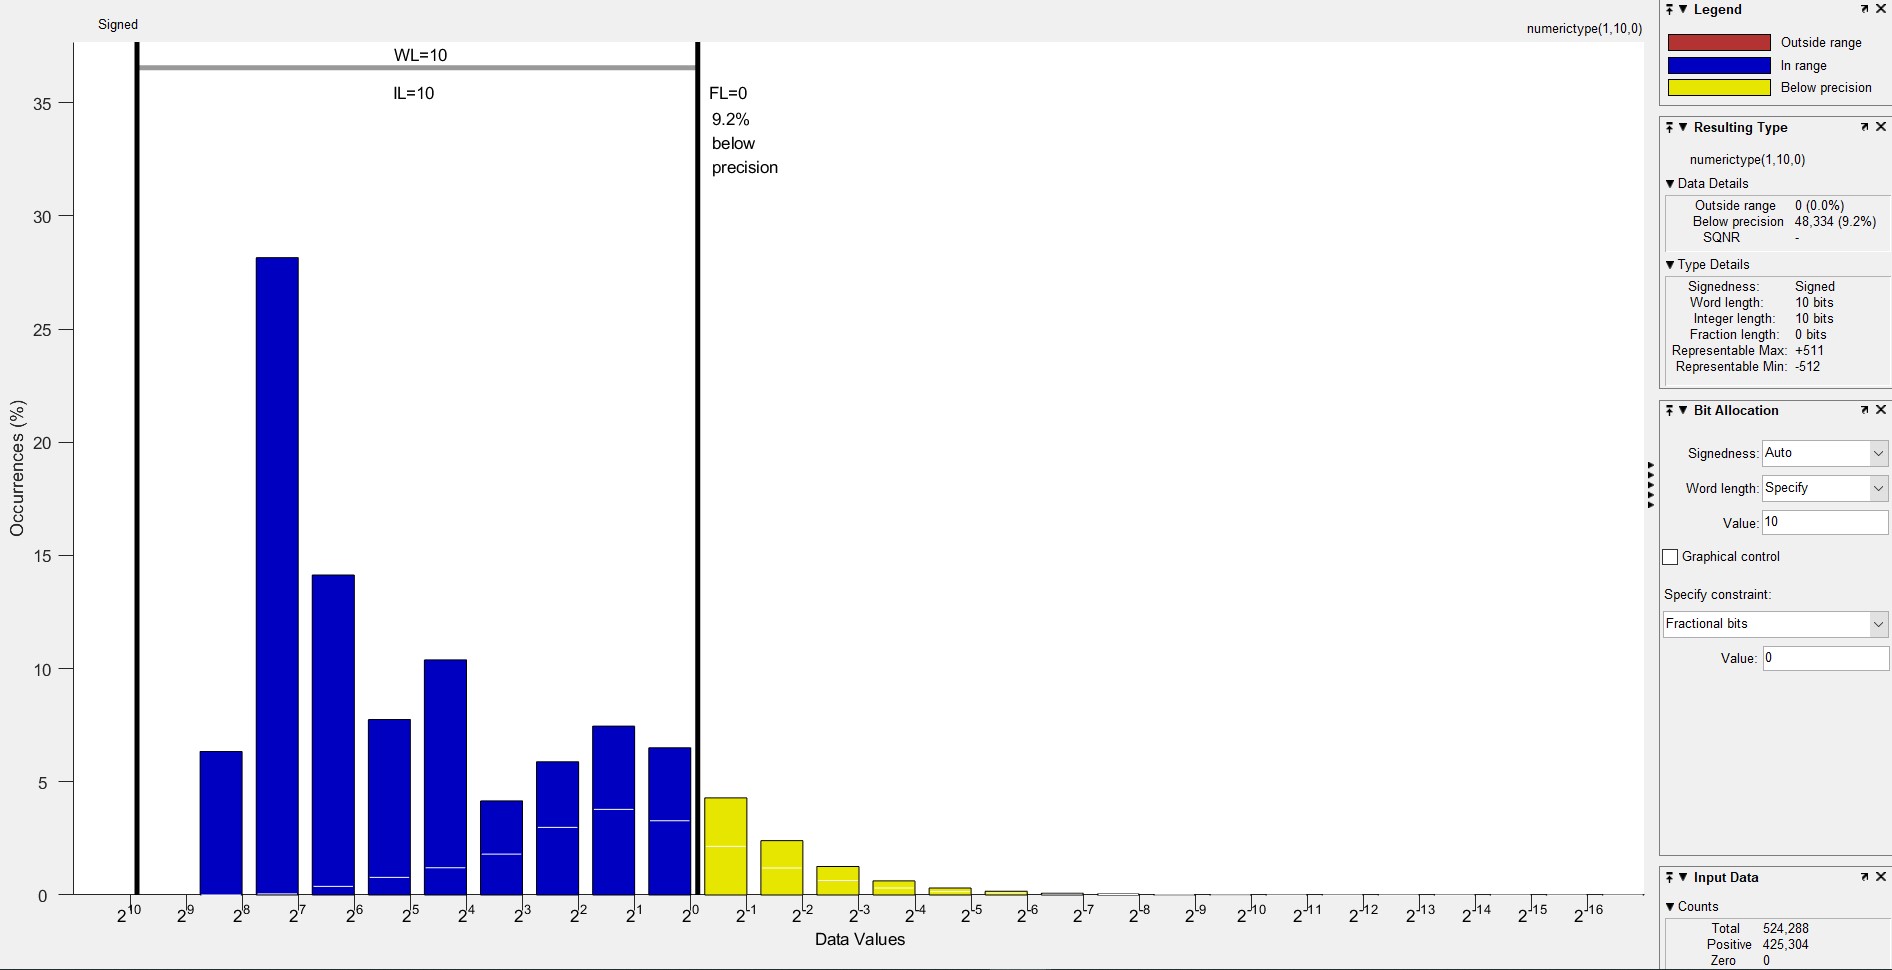 Signed
numerictype(1,10,0)
WL=10
IL=10
FL=0
9.2%
below
precision
35
30
25
20
15
10
5
0
Occurrences (%)
2^10 2^9 2^8 2^7 2^6 2^5 2^4 2^3 2^2 2^1 2^0 2^-1 2^-2 2^-3 2^-4 2^-5 2^-6 2^-7 2^-8 2^-9 2^-10 2^-11 2^-12 2^-13 2^-14 2^-15 2^-16
Data Values
Legend
Outside range
In range
Below precision
Resulting Type
numerictype(1,10,0)
Data Details
Outside range 0 (0.0%)
Below precision 48,334 (9.2%)
SQNR -
Type Details
Signedness: Signed
Word length: 10 bits
Integer length: 10 bits
Fraction length: 0 bits
Representable Max: +511
Representable Min: -512
Bit Allocation
Signedness: Auto
Word length: Specify
Value: 10
Graphical control
Specify constraint:
Fractional bits
Value: 0
Input Data
Counts
Total 524,288
Positive 425,304
Zero 0